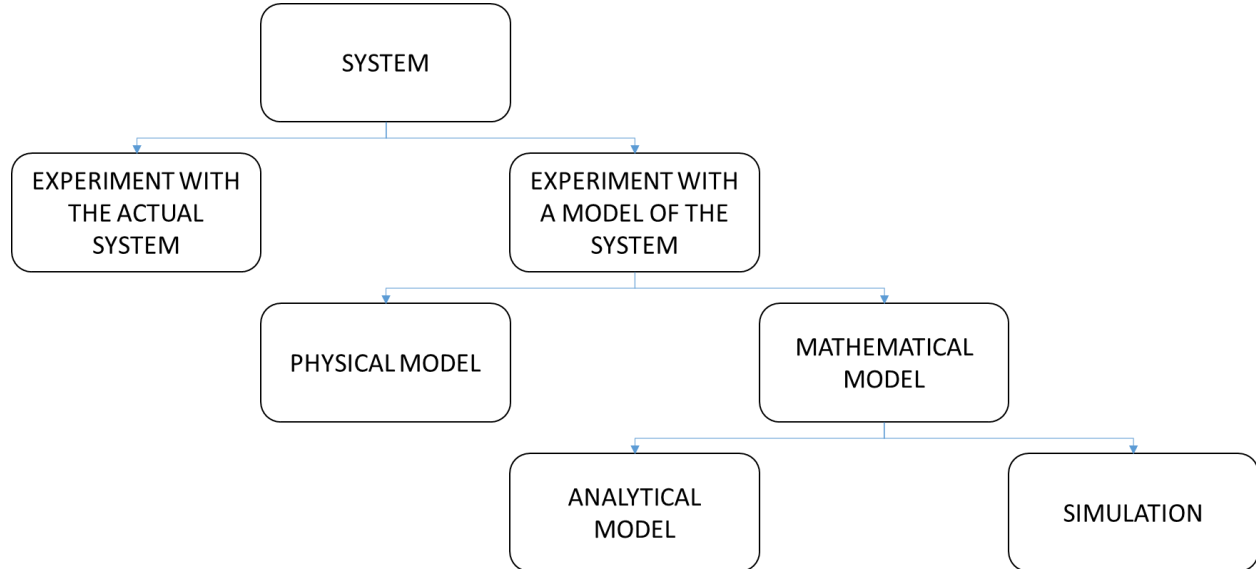 SYSTEM
EXPERIMENT WITH
THE ACTUAL
SYSTEM
EXPERIMENT WITH
A MODEL OF THE
SYSTEM
PHYSICAL MODEL
MATHEMATICAL
MODEL
ANALYTICAL
MODEL
SIMULATION